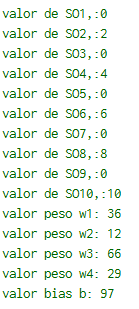 valor de SO1,:0
valor de SO2,:2
valor de SO3,:0
valor de SO4,:4
valor de SO5,:0
valor de SO6,:6
valor de SO7,:0
valor de SO8,:8
valor de SO9,:0
valor de SO10,:10
valor peso w1: 36
valor peso w2: 12
valor peso w3: 66
valor peso w4: 29
valor bias b: 97